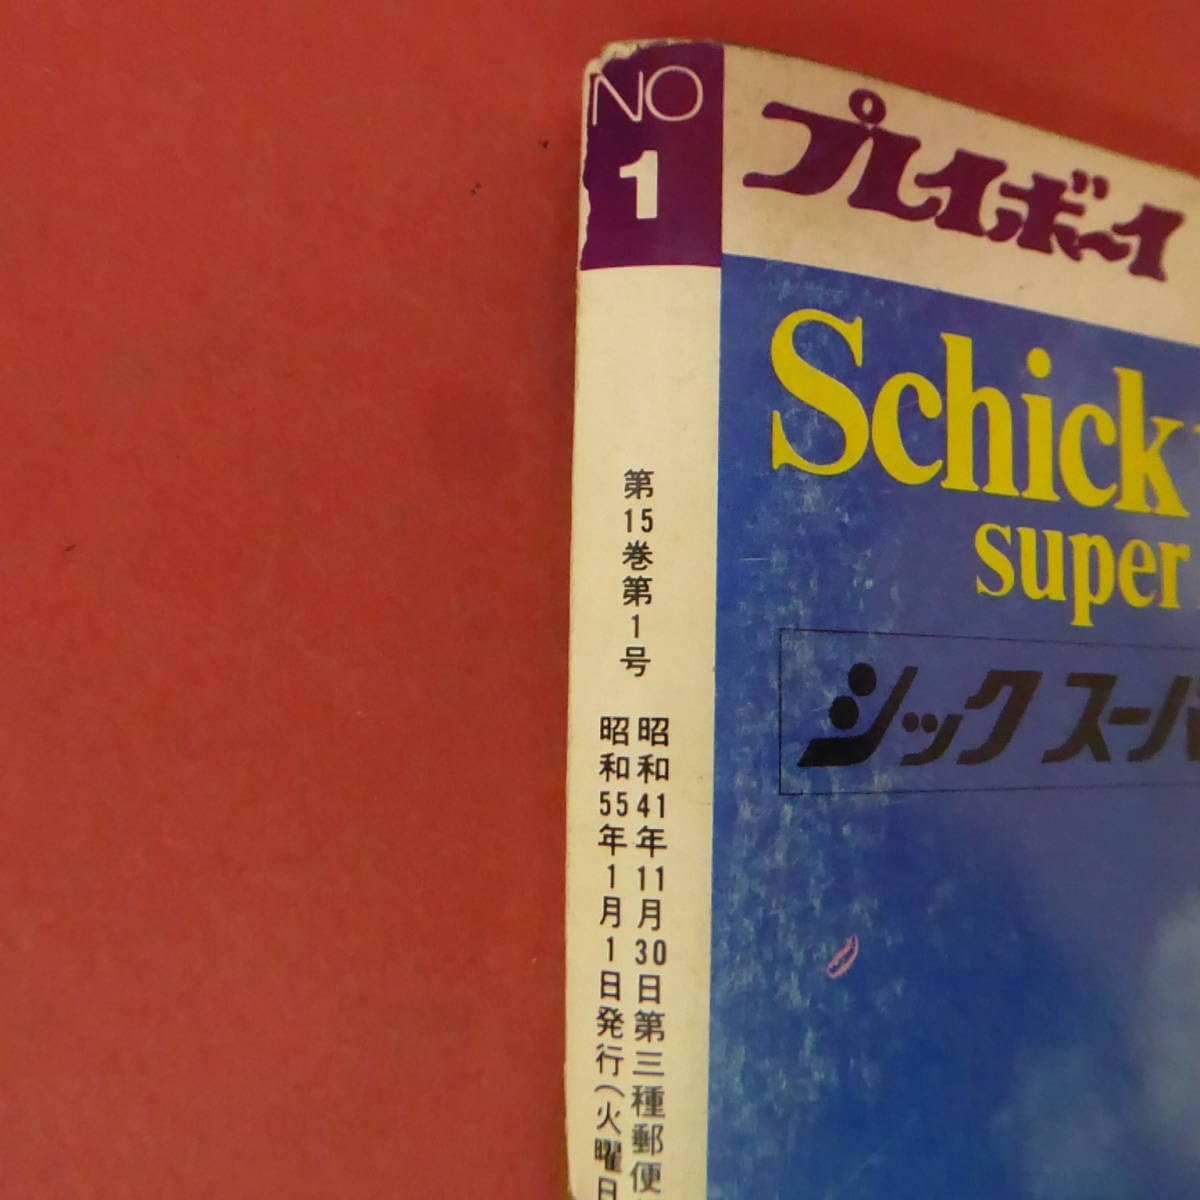 NO
1
プレイボーイ
Schick
super
シック スーパ
第15巻第1号
昭和41年11月30日第三種郵便
昭和55年1月1日発行(火曜日